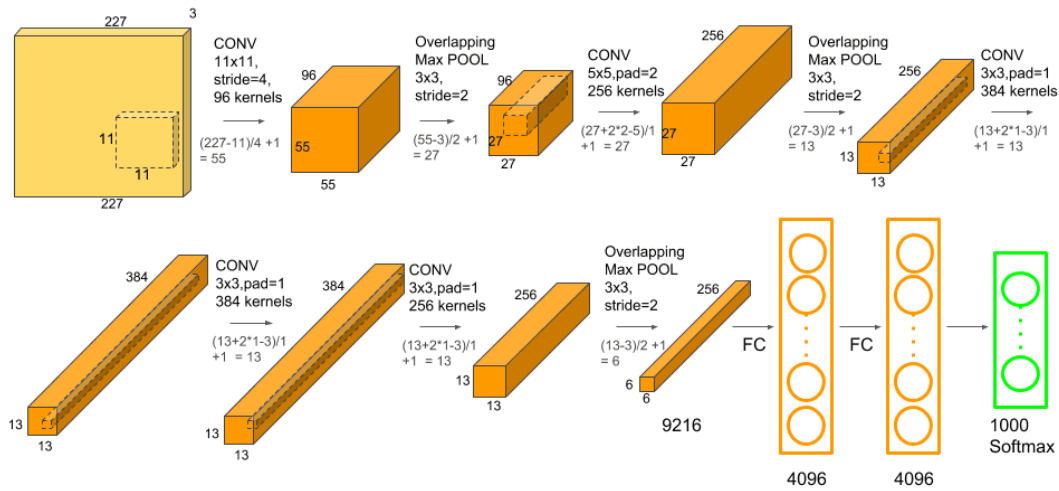 227
3
11
11
227
CONV
11x11,
stride=4,
96 kernels
(227-11)/4 +1
= 55
96
55
55
Overlapping
Max POOL
3x3,
stride=2
(55-3)/2 +1
= 27
96
27
27
CONV
5x5,pad=2
256 kernels
(27+2*2-5)/1
+1 = 27
256
27
27
Overlapping
Max POOL
3x3,
stride=2
(27-3)/2 +1
= 13
256
13
13
CONV
3x3,pad=1
384 kernels
(13+2*1-3)/1
+1 = 13
384
13
13
CONV
3x3,pad=1
384 kernels
(13+2*1-3)/1
+1 = 13
384
13
13
CONV
3x3,pad=1
256 kernels
(13+2*1-3)/1
+1 = 13
256
13
13
Overlapping
Max POOL
3x3,
stride=2
(13-3)/2 +1
= 6
256
6
6
9216
FC
4096
FC
4096
1000
Softmax